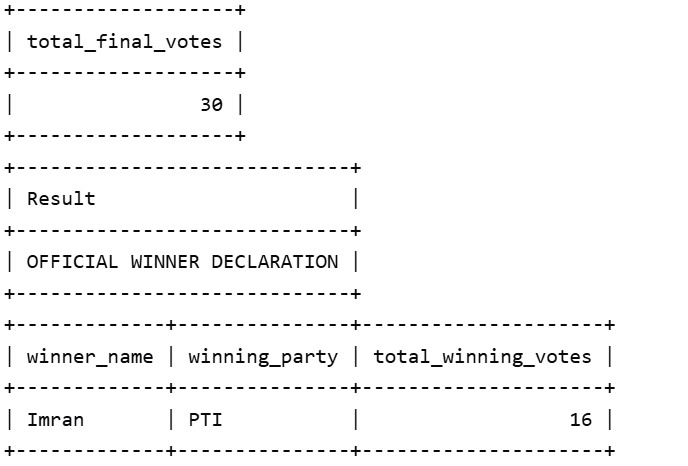 +-------------------+
| total_final_votes |
+-------------------+
|                30 |
+-------------------+
+-----------------------------+
| Result                      |
+-----------------------------+
| OFFICIAL WINNER DECLARATION |
+-----------------------------+
+-------------+---------------+---------------------+
| winner_name | winning_party | total_winning_votes |
+-------------+---------------+---------------------+
| Imran       | PTI           |                  16 |
+-------------+---------------+---------------------+